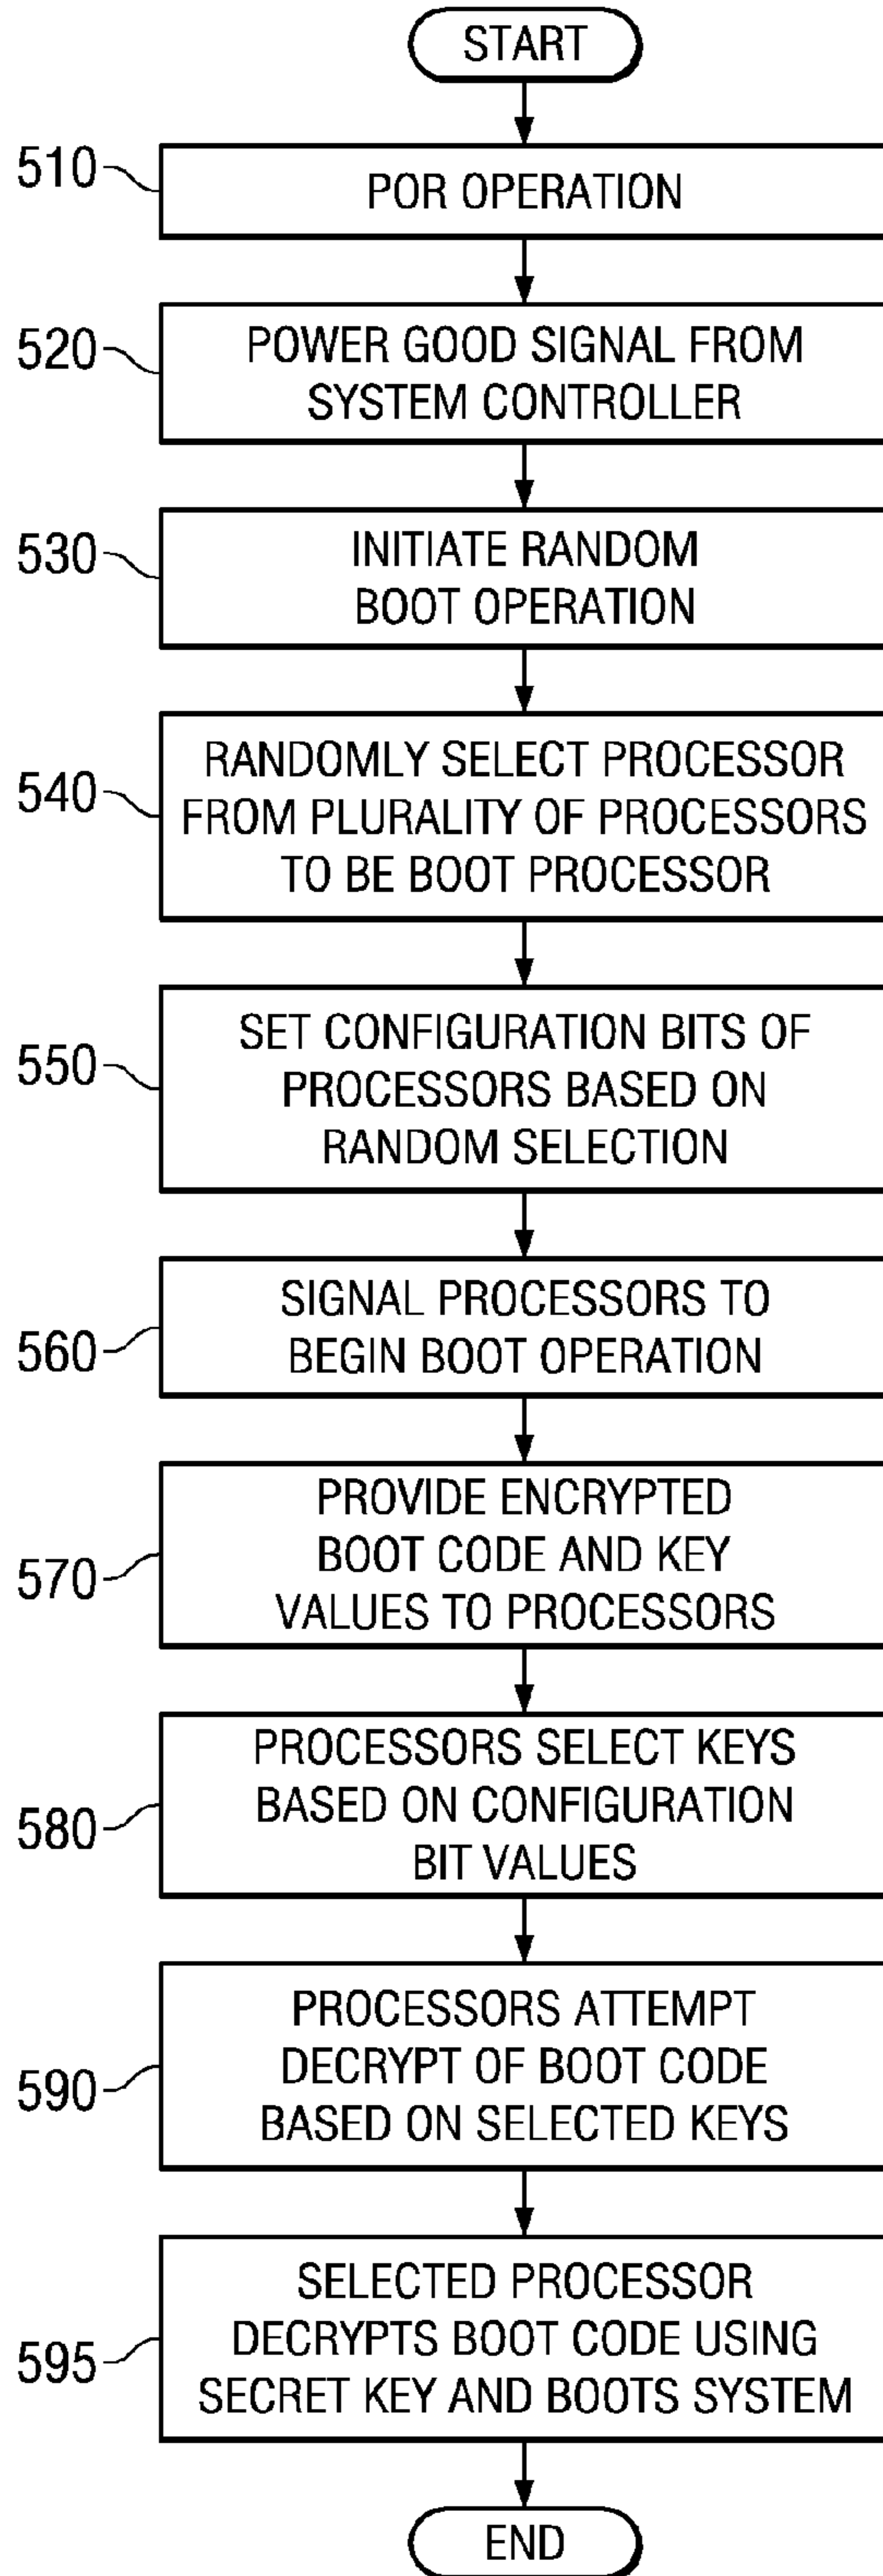 START
510
POR OPERATION
520
POWER GOOD SIGNAL FROM
SYSTEM CONTROLLER
530
INITIATE RANDOM
BOOT OPERATION
540
RANDOMLY SELECT PROCESSOR
FROM PLURALITY OF PROCESSORS
TO BE BOOT PROCESSOR
550
SET CONFIGURATION BITS OF
PROCESSORS BASED ON
RANDOM SELECTION
560
SIGNAL PROCESSORS TO
BEGIN BOOT OPERATION
570
PROVIDE ENCRYPTED
BOOT CODE AND KEY
VALUES TO PROCESSORS
580
PROCESSORS SELECT KEYS
BASED ON CONFIGURATION
BIT VALUES
590
PROCESSORS ATTEMPT
DECRYPT OF BOOT CODE
BASED ON SELECTED KEYS
595
SELECTED PROCESSOR
DECRYPTS BOOT CODE USING
SECRET KEY AND BOOTS SYSTEM
END